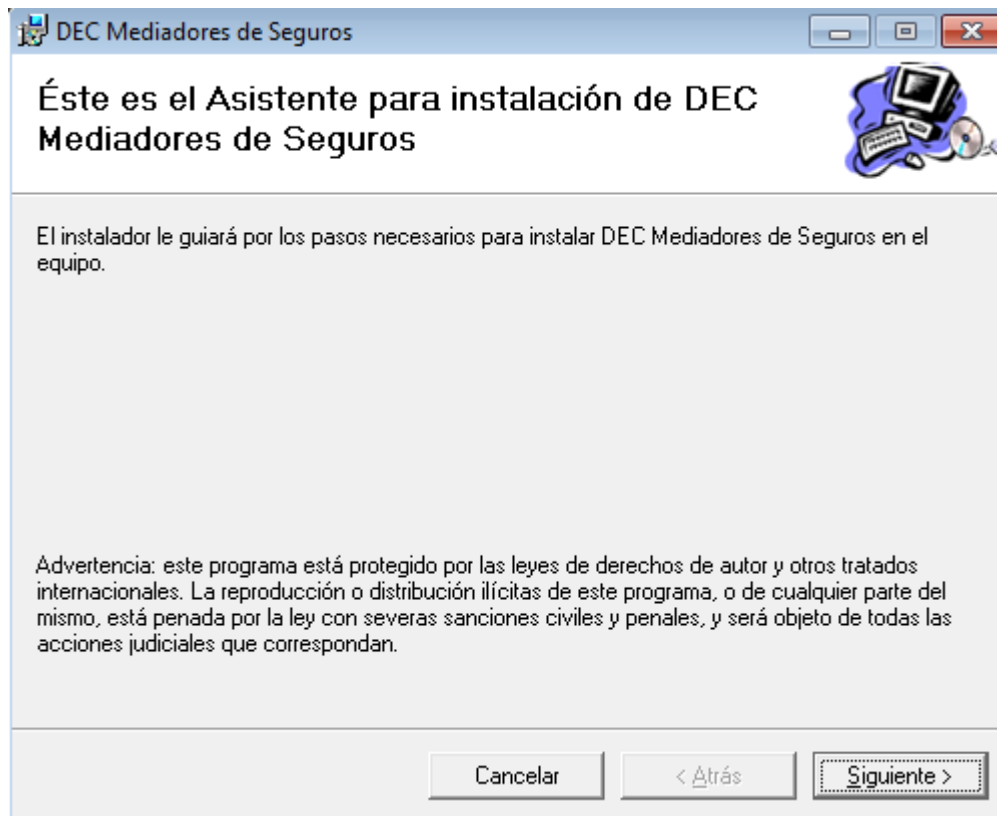 DEC Mediadores de Seguros
Éste es el Asistente para instalación de DEC
Mediadores de Seguros
El instalador le guiará por los pasos necesarios para instalar DEC Mediadores de Seguros en el
equipo.
Advertencia: este programa está protegido por las leyes de derechos de autor y otros tratados
internacionales. La reproducción o distribución ilícitas de este programa, o de cualquier parte del
mismo, está penada por la ley con severas sanciones civiles y penales, y será objeto de todas las
acciones judiciales que correspondan.
Cancelar < Atrás Siguiente >